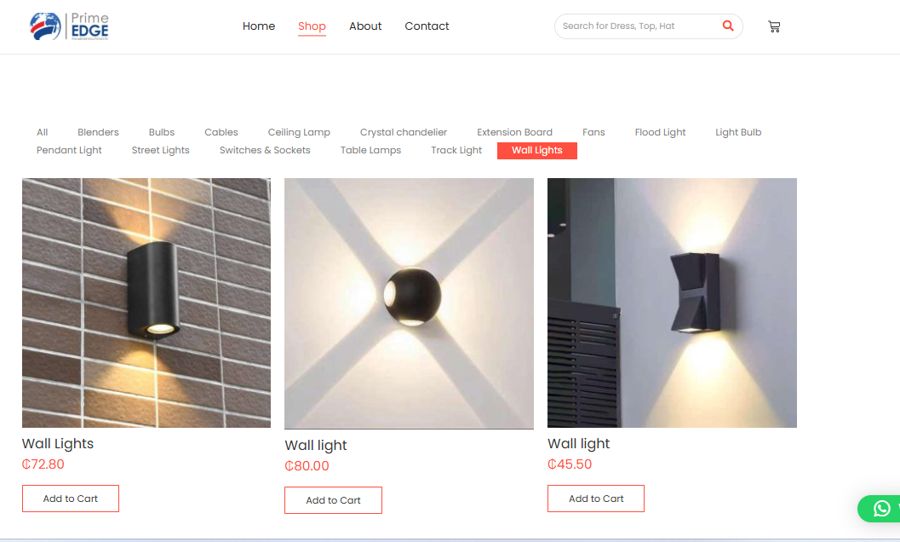 Prime
EDGE
Home Shop About Contact
Search for Dress, Top, Hat
All Blenders Bulbs Cables Ceiling Lamp Crystal chandelier Extension Board Fans Flood Light Light Bulb
Pendant Light Street Lights Switches & Sockets Table Lamps Track Light Wall Lights
Wall Lights
₵72.80
Add to Cart
Wall light
₵80.00
Add to Cart
Wall light
₵45.50
Add to Cart